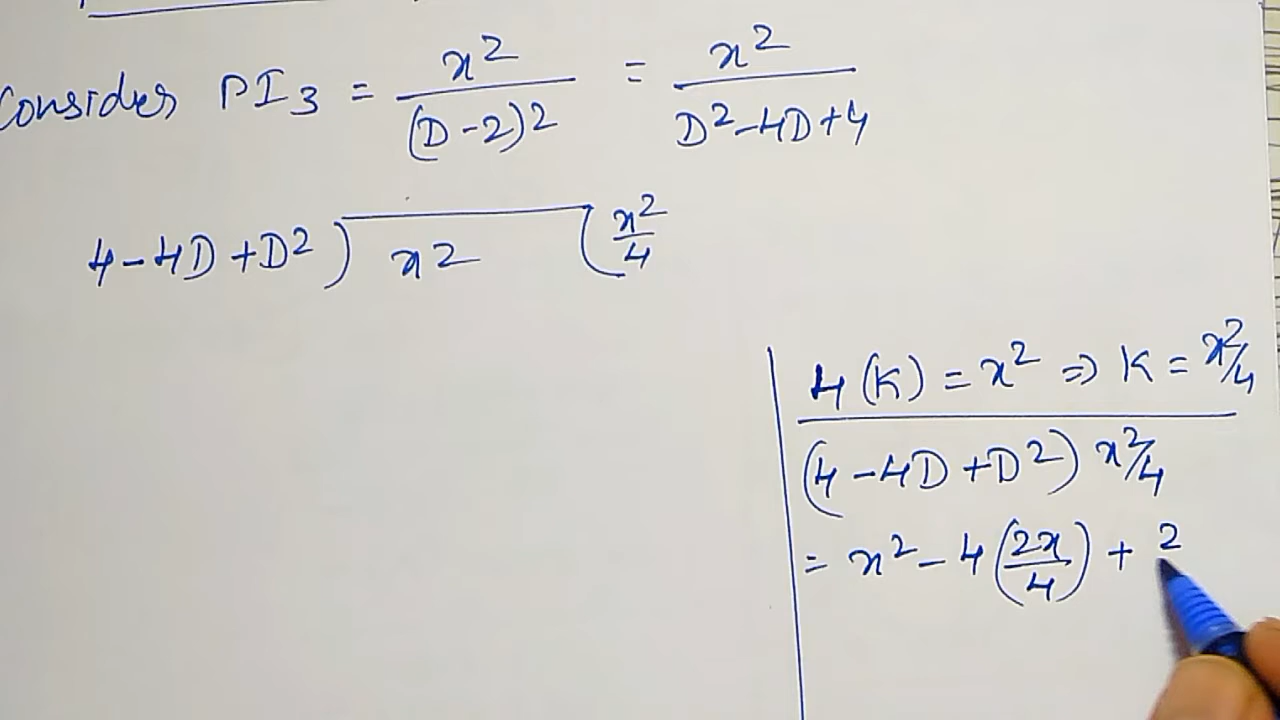 Consider PI₃ = x²/(D-2)² = x²/(D²-4D+4)
4-4D+D² ) x² ( x²/4
4(K) = x² ⇒ K = x²/4
(4-4D+D²) x²/4
= x² - 4(2x/4) + 2